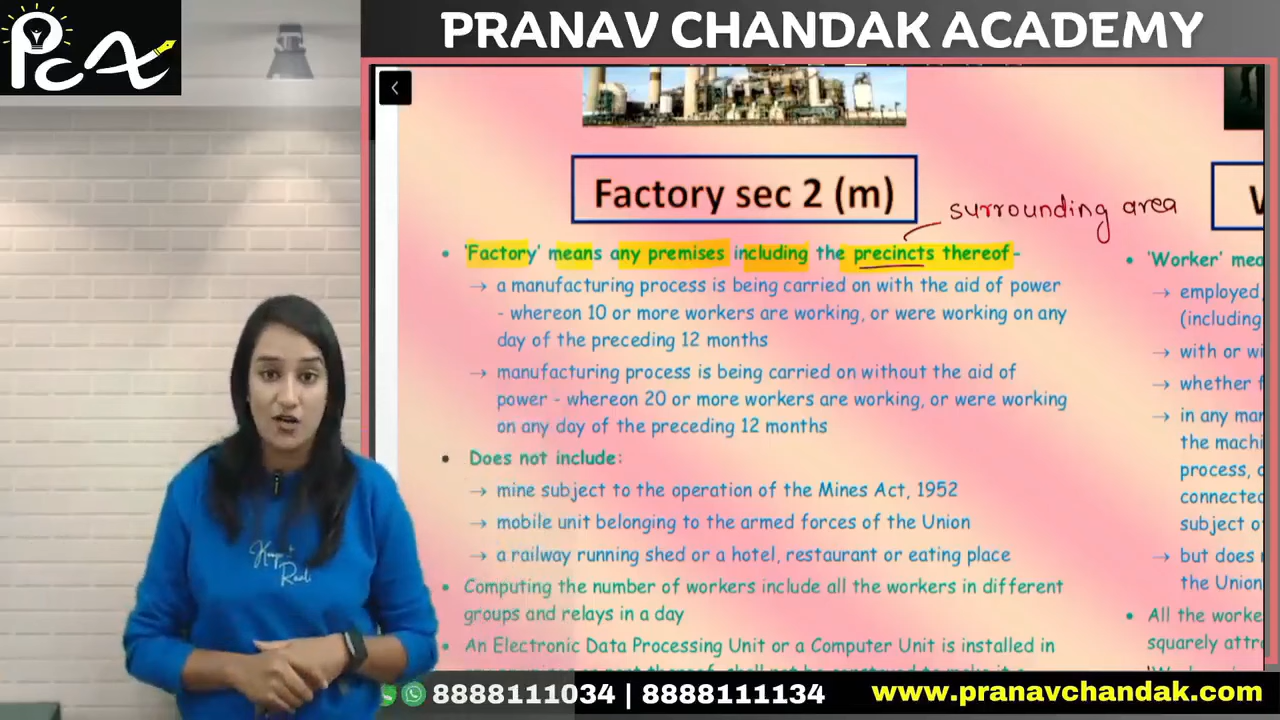 PCA
PRANAV CHANDAK ACADEMY
Factory sec 2 (m)
surrounding area
• 'Factory' means any premises including the precincts thereof-
→ a manufacturing process is being carried on with the aid of power
- whereon 10 or more workers are working, or were working on any
day of the preceding 12 months
→ manufacturing process is being carried on without the aid of
power - whereon 20 or more workers are working, or were working
on any day of the preceding 12 months
• Does not include:
→ mine subject to the operation of the Mines Act, 1952
→ mobile unit belonging to the armed forces of the Union
→ a railway running shed or a hotel, restaurant or eating place
• Computing the number of workers include all the workers in different
groups and relays in a day
• An Electronic Data Processing Unit or a Computer Unit is installed in
• 'Worker'
→ employed,
(including
→ with or
→ whether
→ in any
the
process,
connected
subject
→ but does
the Union
• All the
squarely
8888111034 | 8888111134
www.pranavchandak.com